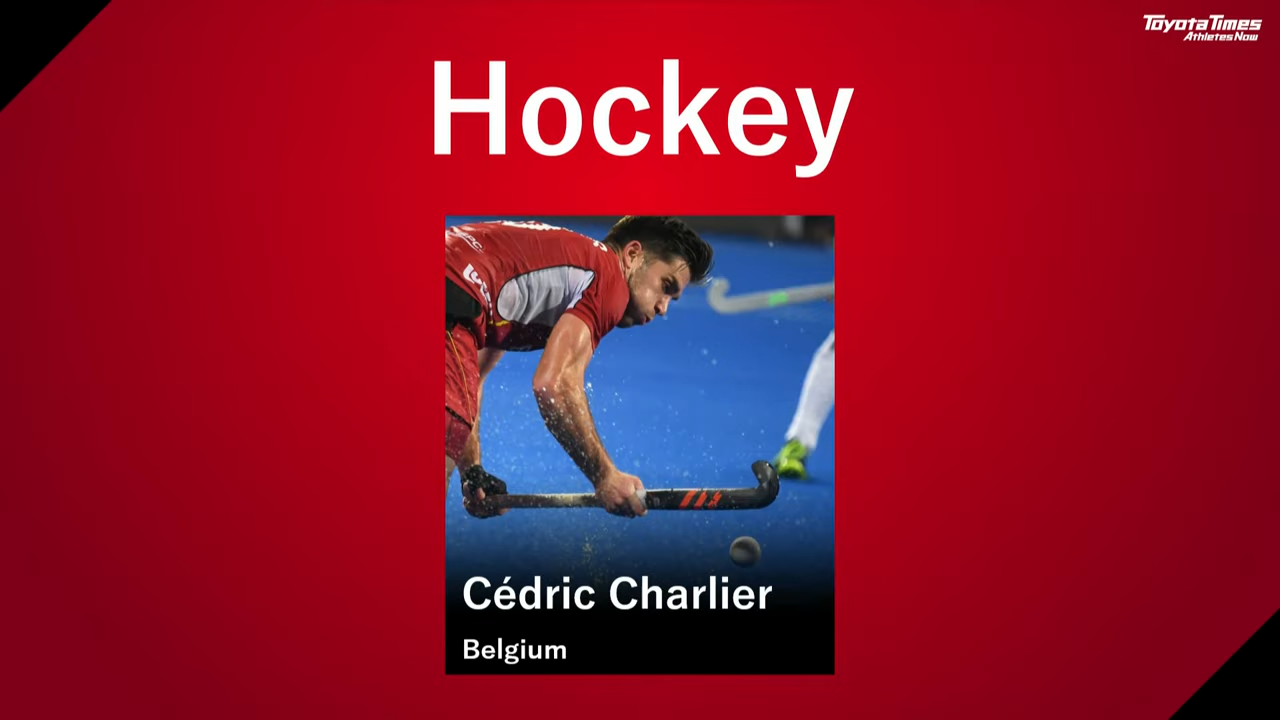 Toyota Times
Athletes Now
Hockey
Cédric Charlier
Belgium